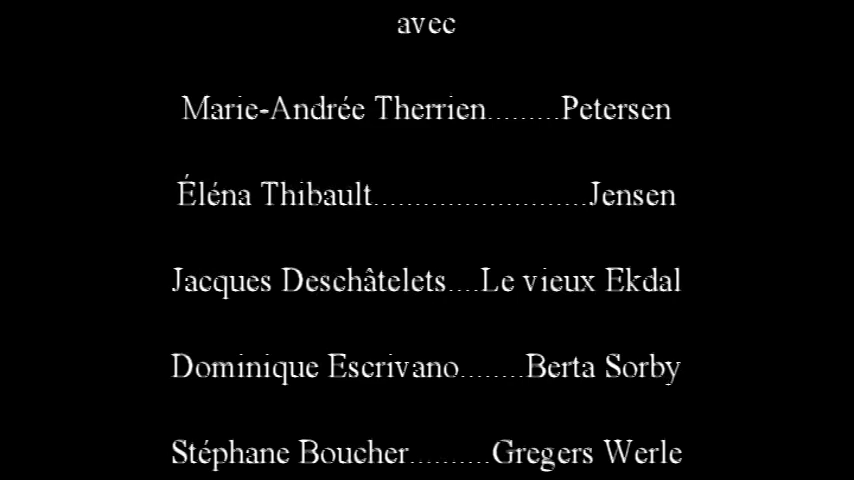 avec
Marie-Andrée Therrien.........Petersen
Éléna Thibault..........................Jensen
Jacques Deschâtelets....Le vieux Ekdal
Dominique Escrivano........Berta Sorby
Stéphane Boucher..........Gregers Werle